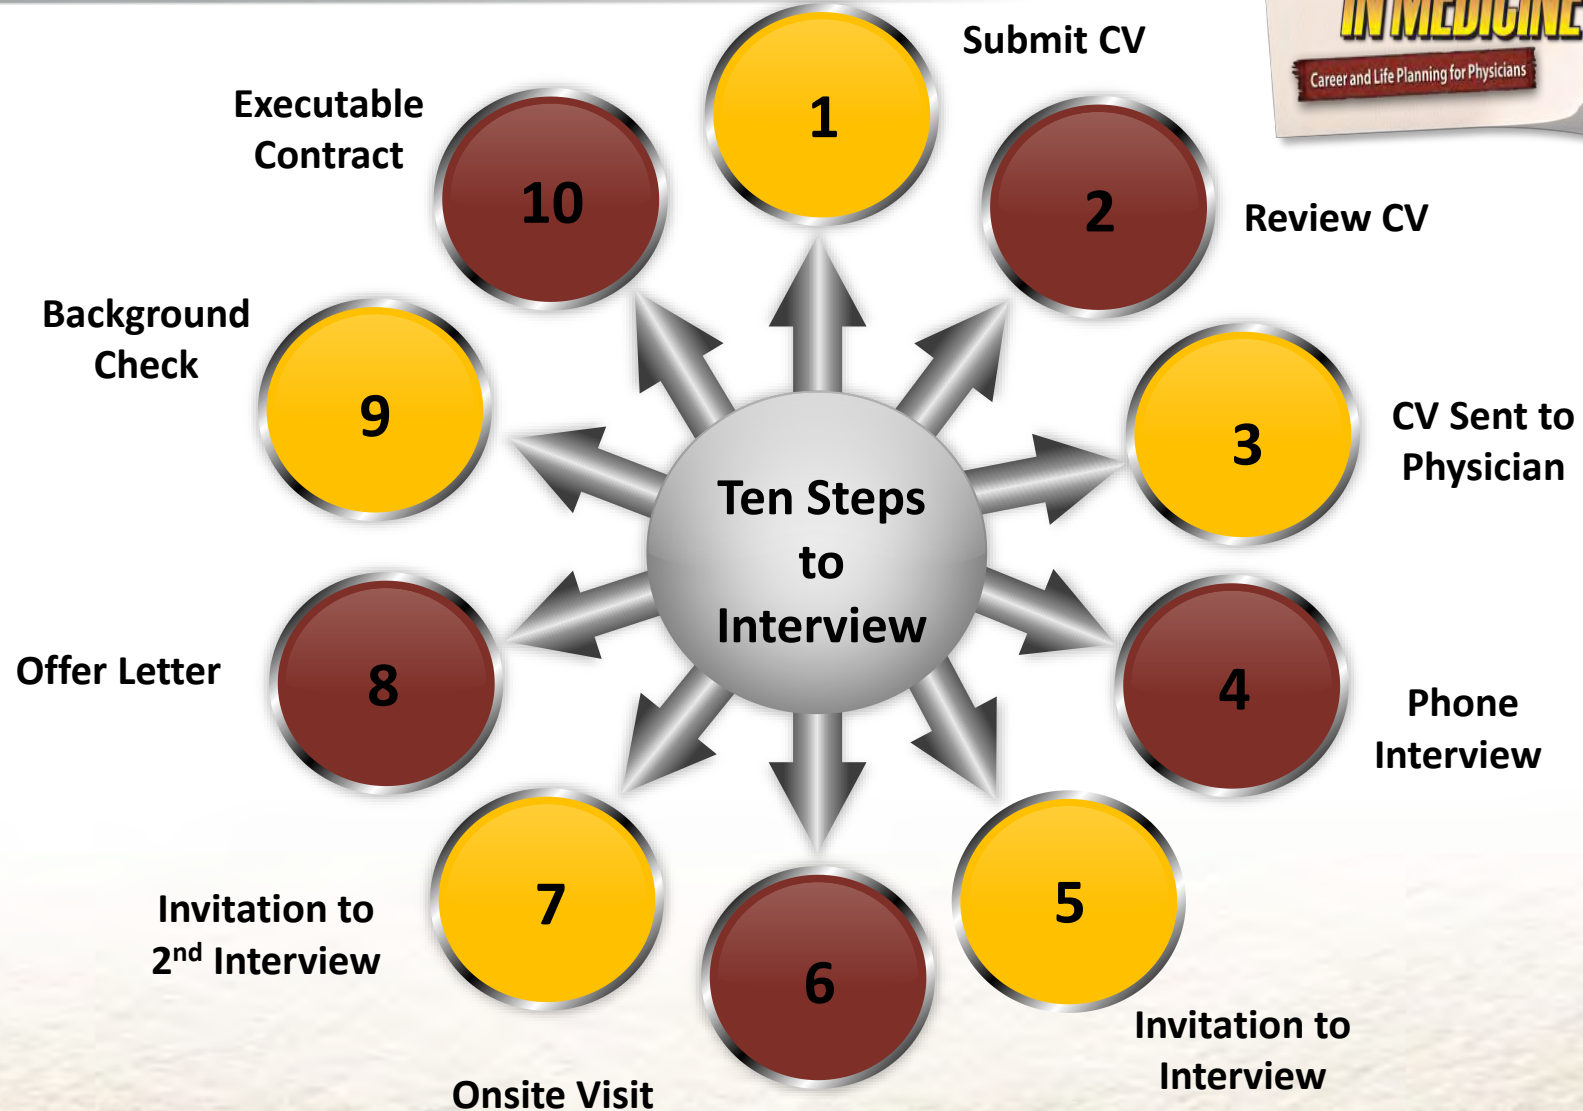 IN MEDICINE
Career and Life Planning for Physicians
Submit CV
1
Executable
Contract
10
2
Review CV
Background
Check
9
3
CV Sent to
Physician
Ten Steps
to
Interview
Offer Letter
8
4
Phone
Interview
Invitation to
2nd Interview
7
5
6
Invitation to
Interview
Onsite Visit